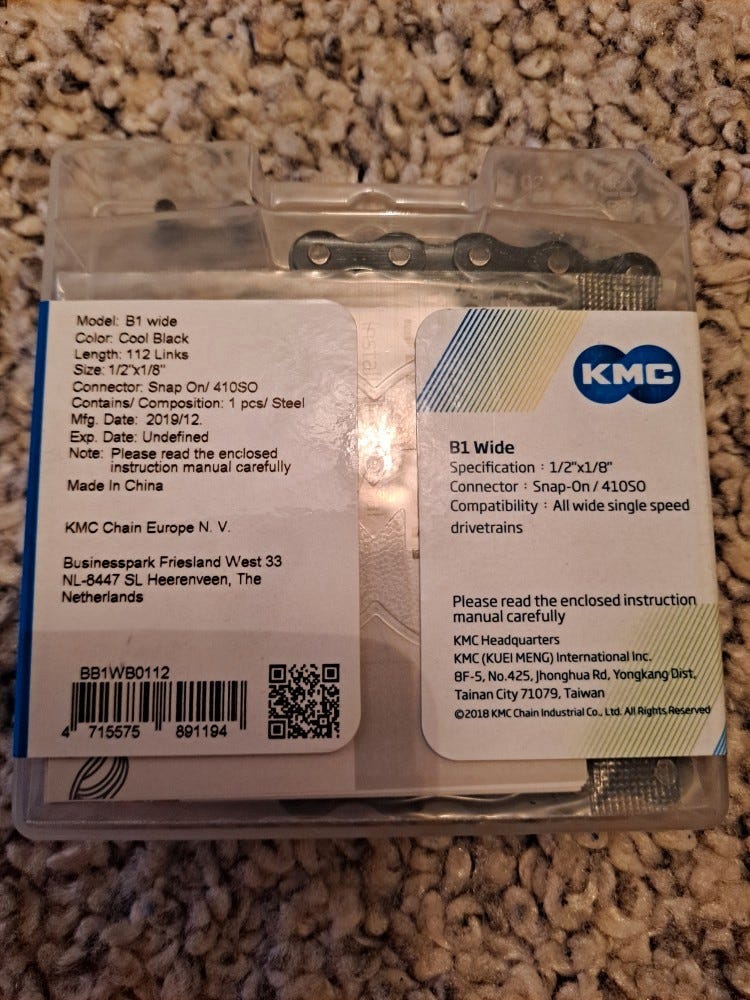 Model: B1 wide
Color: Cool Black
Length: 112 Links
Size: 1/2"x1/8"
Connector: Snap On/ 410SO
Contains/ Composition: 1 pcs/ Steel
Mfg. Date: 2019/12.
Exp. Date: Undefined
Note: Please read the enclosed
instruction manual carefully
Made In China
KMC Chain Europe N. V.
Businesspark Friesland West 33
NL-8447 SL Heerenveen, The
Netherlands
BB1WB0112
4 715575 891194
KMC
B1 Wide
Specification : 1/2"x1/8"
Connector : Snap-On / 410SO
Compatibility : All wide single speed
drivetrains
Please read the enclosed instruction
manual carefully
KMC Headquarters
KMC (KUEI MENG) International Inc.
8F-5, No.425, Jhonghua Rd, Yongkang Dist,
Tainan City 71079, Taiwan
©2018 KMC Chain Industrial Co., Ltd. All Rights Reserved